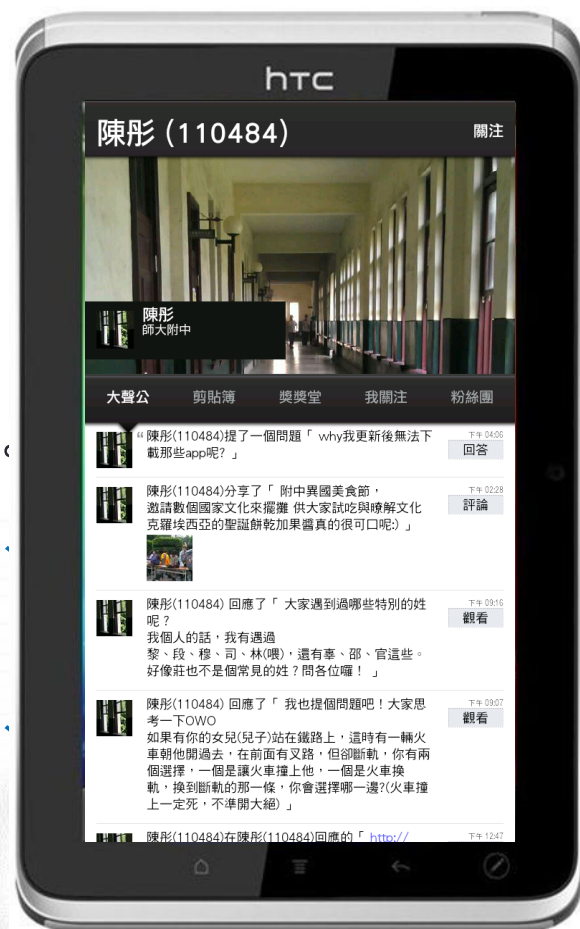 hTC
陳彤 (110484)
關注
陳彤
師大附中
大聲公 剪貼簿 獎獎堂 我關注 粉絲團
“ 陳彤(110484)提了一個問題「 why我更新後無法下
載那些app呢? 」
下午 04:06
回答
陳彤(110484)分享了「 附中異國美食節，
邀請數個國家文化來擺攤 供大家試吃與瞭解文化
克羅埃西亞的聖誕餅乾加果醬真的很可口呢:) 」
下午 02:28
評論
陳彤(110484) 回應了「 大家遇到過哪些特別的姓
呢？
我個人的話，我有遇過
黎、段、穆、司、林(喂)，還有辜、邵、官這些。
好像莊也不是個常見的姓？問各位囉！ 」
下午 09:16
觀看
陳彤(110484) 回應了「 我也提個問題吧！大家思
考一下OWO
如果有你的女兒(兒子)站在鐵路上，這時有一輛火
車朝他開過去，在前面有叉路，但卻斷軌，你有兩
個選擇，一個是讓火車撞上他，一個是火車換
軌，換到斷軌的那一條，你會選擇哪一邊?(火車撞
上一定死，不準開大絕) 」
下午 09:07
觀看
陳彤(110484)在陳彤(110484)回應的「 http://
下午 12:47